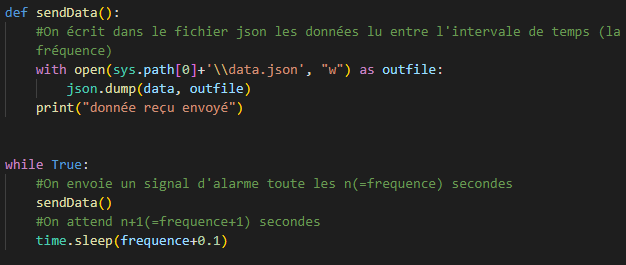 def sendData():
#On écrit dans le fichier json les données lu entre l'intervale de temps (la
fréquence)
with open(sys.path[0]+'\\data.json', "w") as outfile:
json.dump(data, outfile)
print("donnée reçu envoyé")
while True:
#On envoie un signal d'alarme toute les n(=frequence) secondes
sendData()
#On attend n+1(=frequence+1) secondes
time.sleep(frequence+0.1)